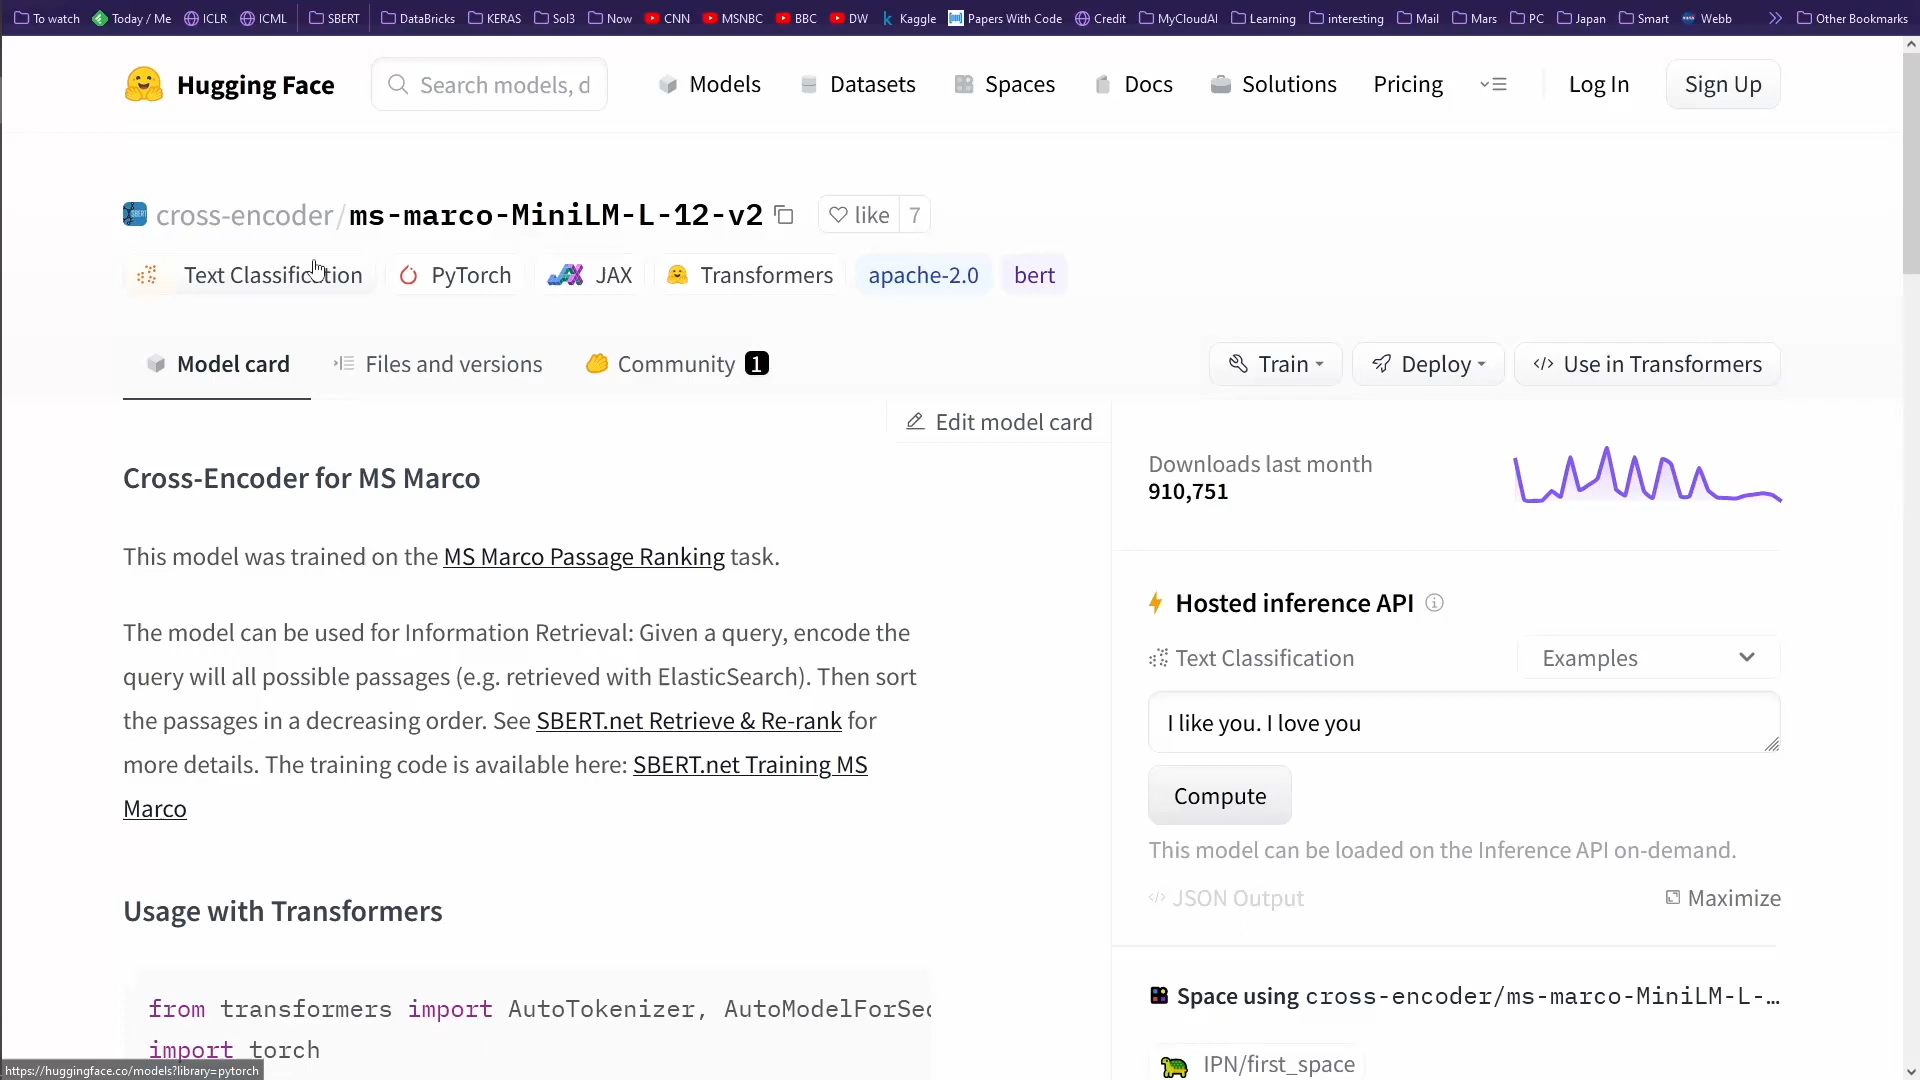 To watch Today / Me ICLR ICML SBERT DataBricks KERAS Sol3 Now CNN MSNBC BBC DW Kaggle Papers With Code Credit MyCloudAI Learning interesting Mail Mars PC Japan Smart Webb Other Bookmarks
Hugging Face Search models, d Models Datasets Spaces Docs Solutions Pricing Log In Sign Up
cross-encoder/ms-marco-MiniLM-L-12-v2 like 7
Text Classification PyTorch JAX Transformers apache-2.0 bert
Model card Files and versions Community 1 Train Deploy Use in Transformers
Edit model card
Cross-Encoder for MS Marco
This model was trained on the MS Marco Passage Ranking task.
The model can be used for Information Retrieval: Given a query, encode the
query will all possible passages (e.g. retrieved with ElasticSearch). Then sort
the passages in a decreasing order. See SBERT.net Retrieve & Re-rank for
more details. The training code is available here: SBERT.net Training MS
Marco
Usage with Transformers
from transformers import AutoTokenizer, AutoModelForSec
import torch
Downloads last month
910,751
Hosted inference API
Text Classification Examples
I like you. I love you
Compute
This model can be loaded on the Inference API on-demand.
</> JSON Output Maximize
Space using cross-encoder/ms-marco-MiniLM-L-…
IPN/first_space
https://huggingface.co/models?library=pytorch